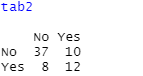 tab2
No Yes
No 37 10
Yes 8 12